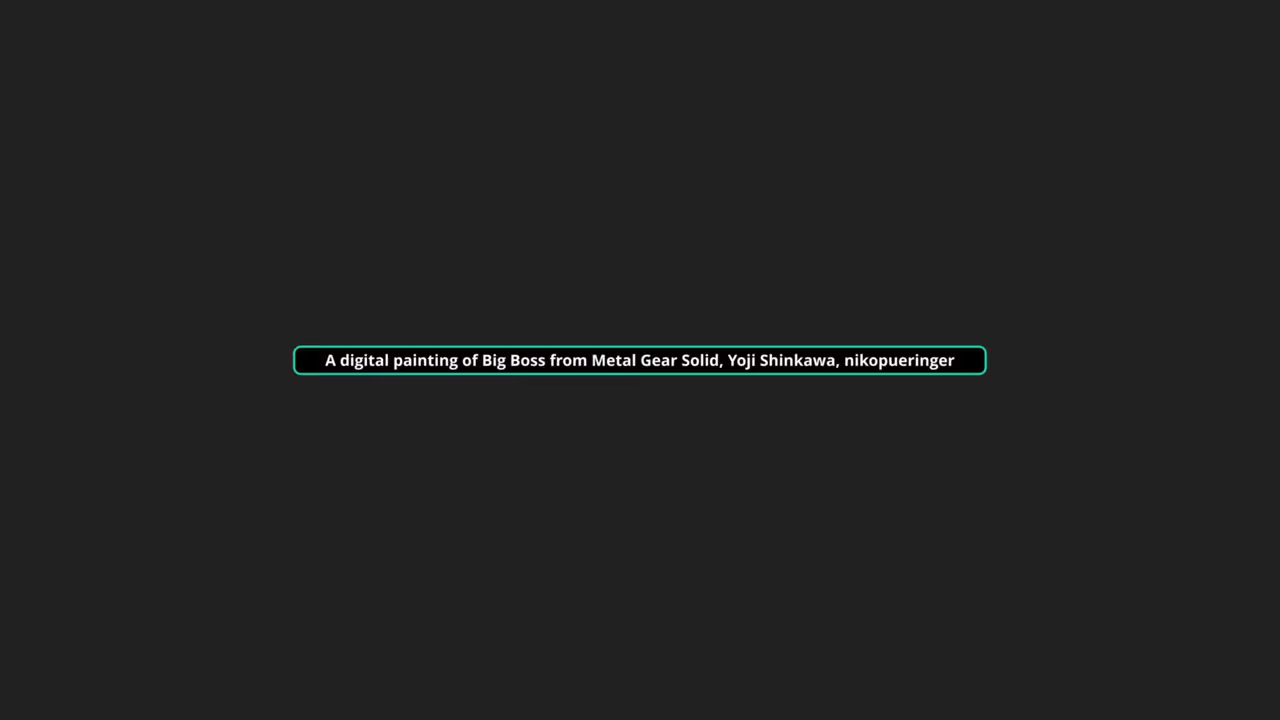 A digital painting of Big Boss from Metal Gear Solid, Yoji Shinkawa, nikopueringer